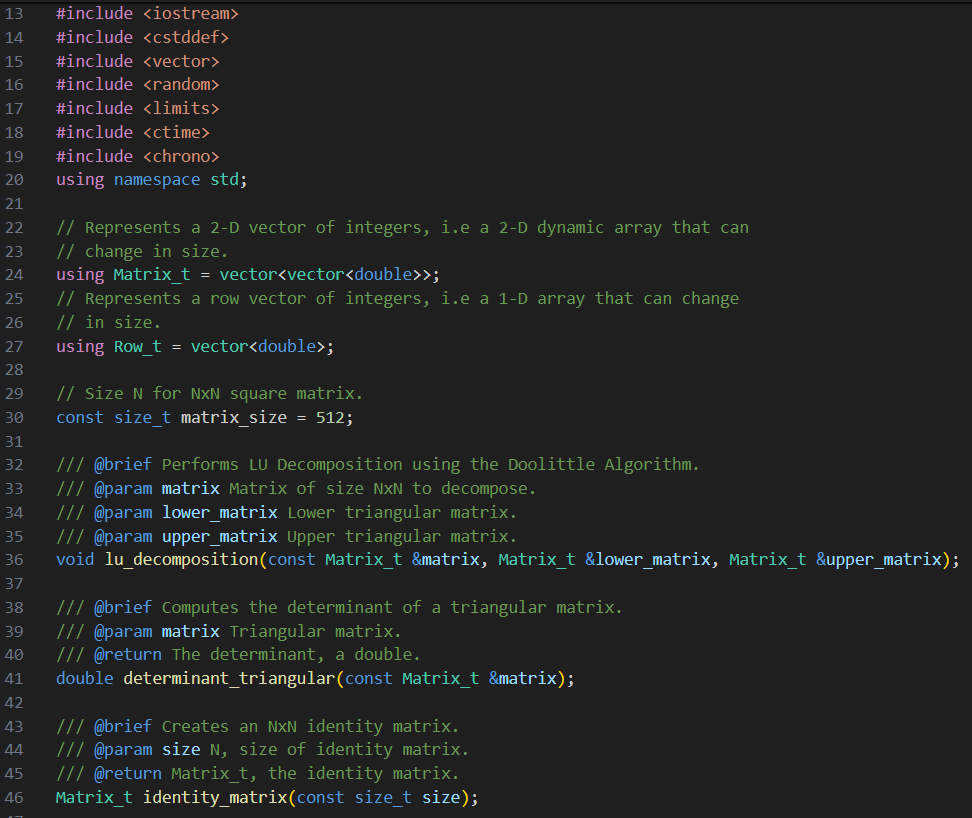 13 #include <iostream>
14 #include <cstddef>
15 #include <vector>
16 #include <random>
17 #include <limits>
18 #include <ctime>
19 #include <chrono>
20 using namespace std;
21
22 // Represents a 2-D vector of integers, i.e a 2-D dynamic array that can
23 // change in size.
24 using Matrix_t = vector<vector<double>>;
25 // Represents a row vector of integers, i.e a 1-D array that can change
26 // in size.
27 using Row_t = vector<double>;
28
29 // Size N for NxN square matrix.
30 const size_t matrix_size = 512;
31
32 /// @brief Performs LU Decomposition using the Doolittle Algorithm.
33 /// @param matrix Matrix of size NxN to decompose.
34 /// @param lower_matrix Lower triangular matrix.
35 /// @param upper_matrix Upper triangular matrix.
36 void lu_decomposition(const Matrix_t &matrix, Matrix_t &lower_matrix, Matrix_t &upper_matrix);
37
38 /// @brief Computes the determinant of a triangular matrix.
39 /// @param matrix Triangular matrix.
40 /// @return The determinant, a double.
41 double determinant_triangular(const Matrix_t &matrix);
42
43 /// @brief Creates an NxN identity matrix.
44 /// @param size N, size of identity matrix.
45 /// @return Matrix_t, the identity matrix.
46 Matrix_t identity_matrix(const size_t size);